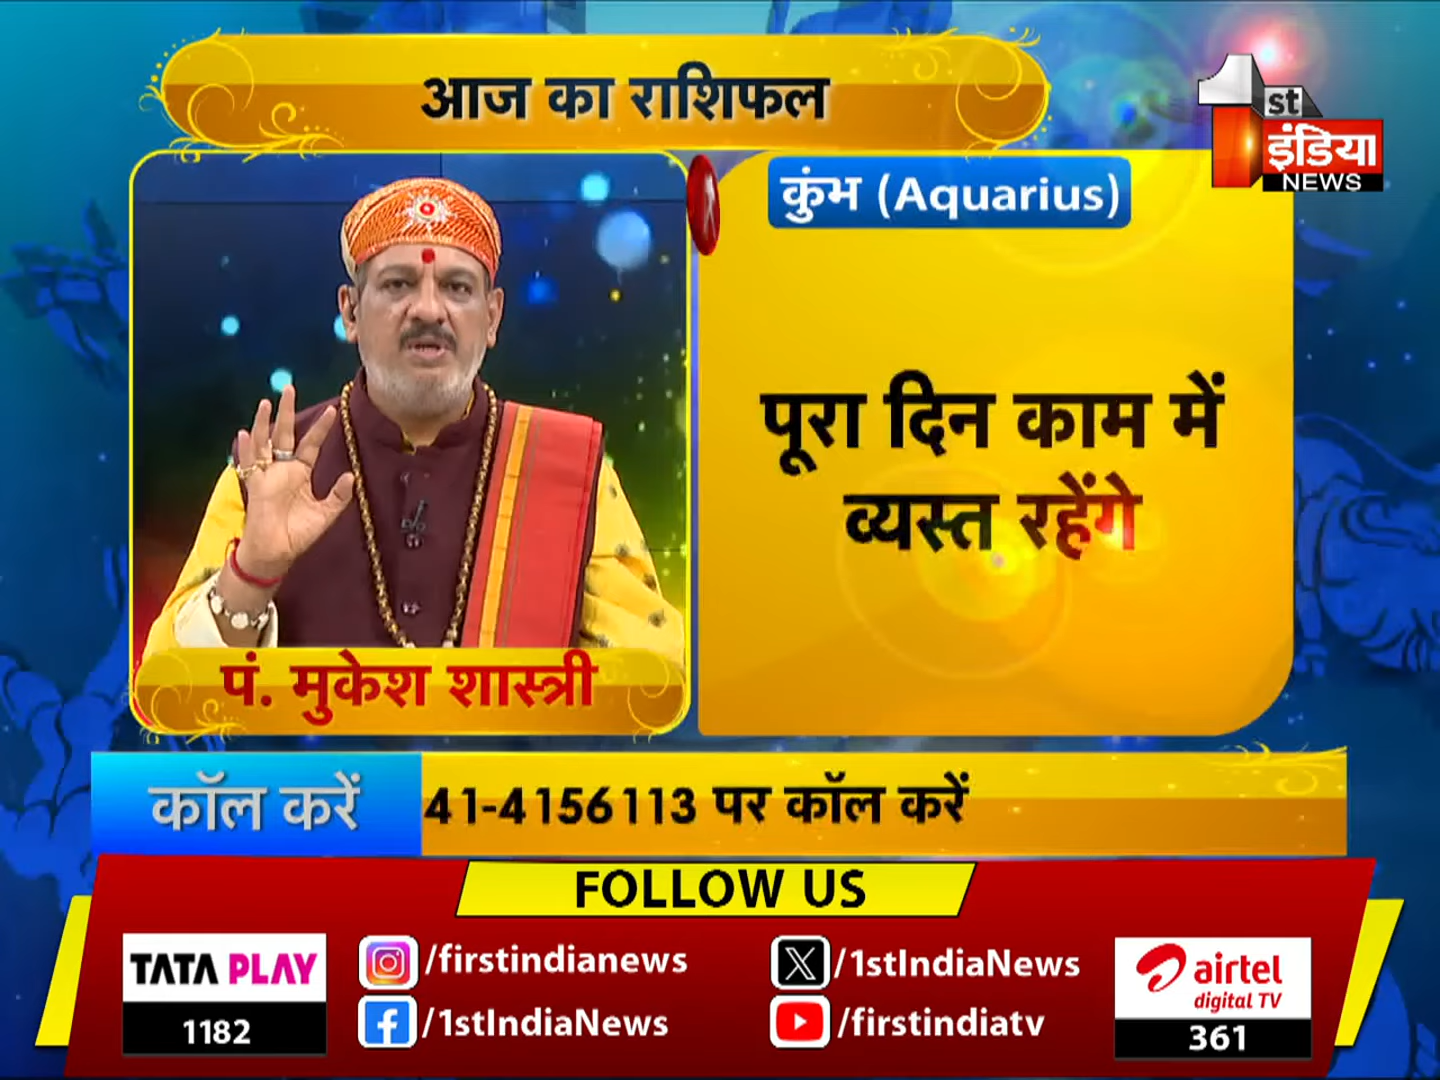 आज का राशिफल
1st
इंडिया
NEWS
कुंभ (Aquarius)
पूरा दिन काम में
व्यस्त रहेंगे
पं. मुकेश शास्त्री
कॉल करें
41-4156113 पर कॉल करें
FOLLOW US
TATA PLAY
1182
/firstindianews
/1stIndiaNews
/1stIndiaNews
/firstindiatv
airtel
digital TV
361